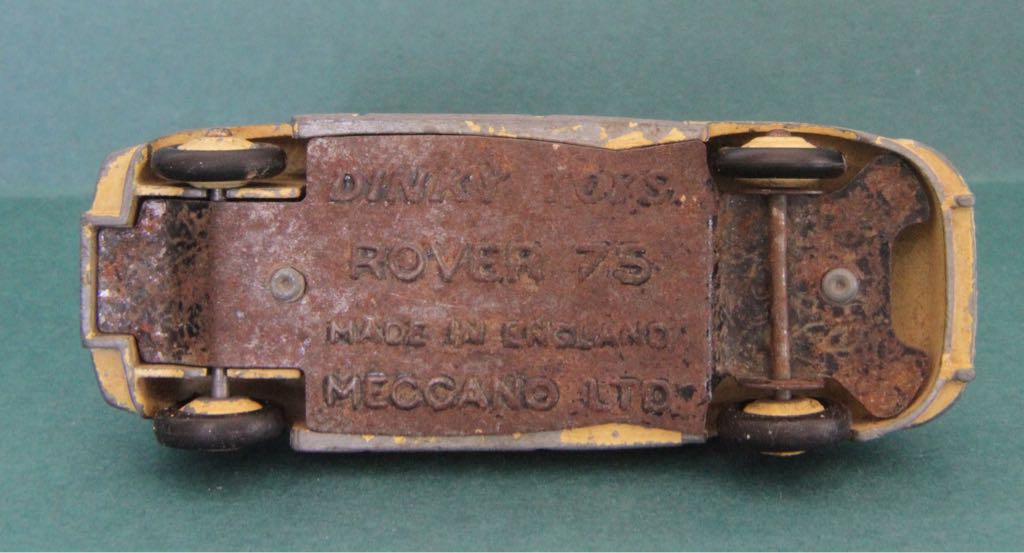 DINKY TOYS.
ROVER 75
MADE IN ENGLAND
MECCANO LTD.